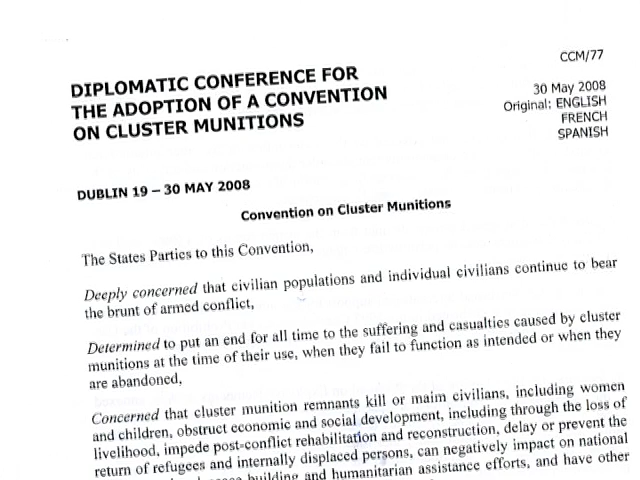 CCM/77
DIPLOMATIC CONFERENCE FOR
THE ADOPTION OF A CONVENTION
ON CLUSTER MUNITIONS
30 May 2008
Original: ENGLISH
FRENCH
SPANISH
DUBLIN 19 – 30 MAY 2008
Convention on Cluster Munitions
The States Parties to this Convention,
Deeply concerned that civilian populations and individual civilians continue to bear
the brunt of armed conflict,
Determined to put an end for all time to the suffering and casualties caused by cluster
munitions at the time of their use, when they fail to function as intended or when they
are abandoned,
Concerned that cluster munition remnants kill or maim civilians, including women
and children, obstruct economic and social development, including through the loss of
livelihood, impede post-conflict rehabilitation and reconstruction, delay or prevent the
return of refugees and internally displaced persons, can negatively impact on national
building and humanitarian assistance efforts, and have other